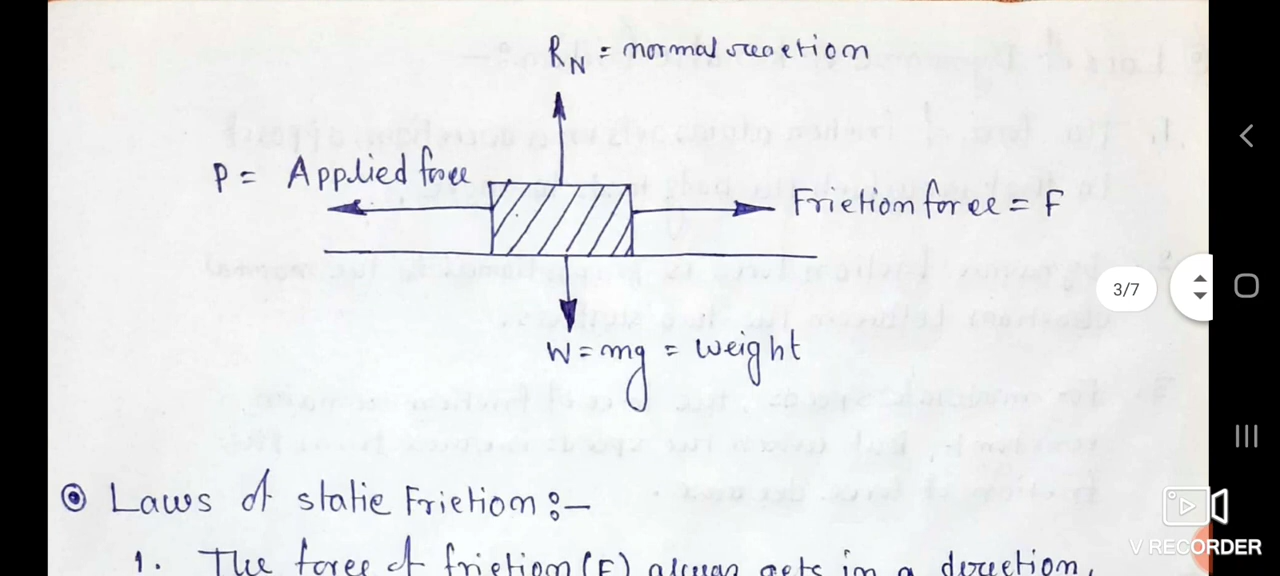 R_N = normal reaction
P = Applied force
Friction force = F
3/7
W = mg = weight
Laws of static Friction :-
1. The force of friction (F) always acts in a direction,
V RECORDER